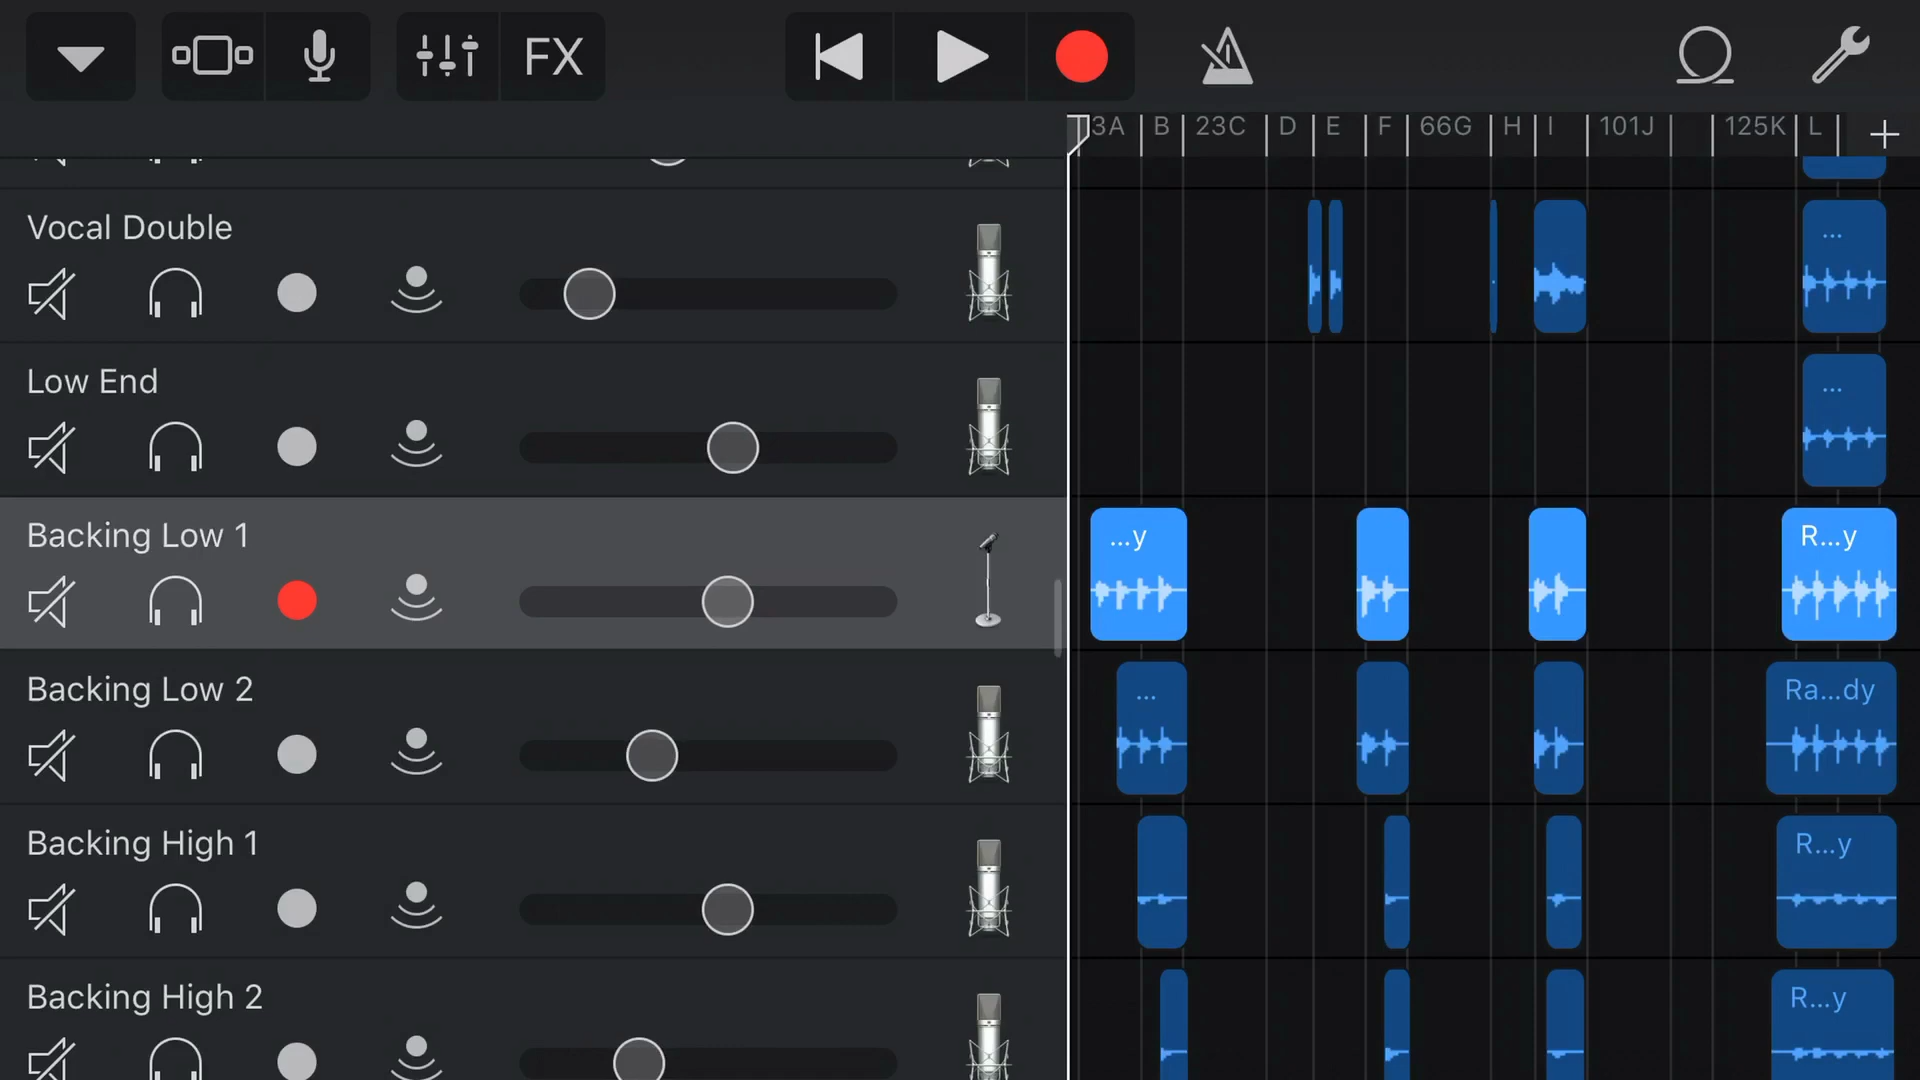 FX
3A B 23C D E F 66G H I 101J 125K L
Vocal Double
...
Low End
...
Backing Low 1
...y
R...y
Backing Low 2
...
Ra...dy
Backing High 1
R...y
Backing High 2
R...y